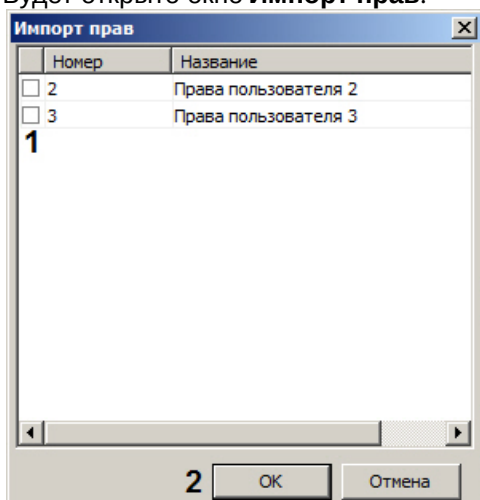 Будет открыто окно Импорт прав.
Импорт прав
Номер Название
2 Права пользователя 2
3 Права пользователя 3
1
2 OK Отмена